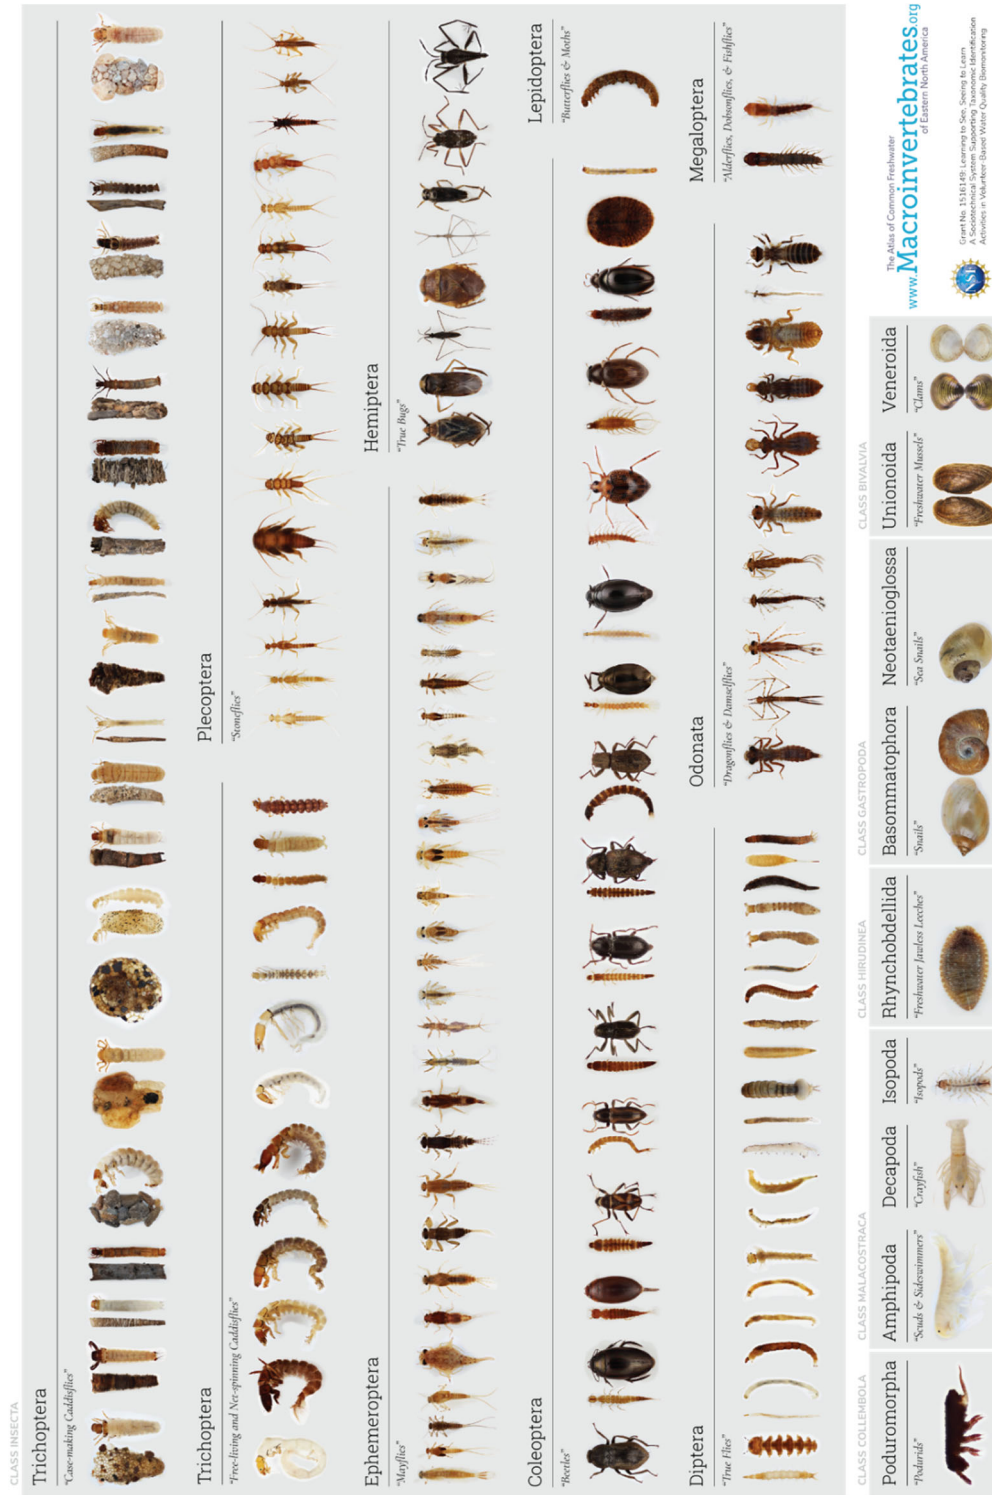 CLASS INSECTA
Trichoptera
"Case-making Caddisflies"
Trichoptera
"Free-living and Net-spinning Caddisflies"
Plecoptera
"Stoneflies"
Ephemeroptera
"Mayflies"
Hemiptera
"True Bugs"
Coleoptera
"Beetles"
Lepidoptera
"Butterflies & Moths"
Diptera
"True Flies"
Odonata
"Dragonflies & Damselflies"
Megaloptera
"Alderflies, Dobsonflies, & Fishflies"
CLASS COLLEMBOLA
Poduromorpha
"Podurids"
CLASS MALACOSTRACA
Amphipoda
"Scuds & Sideswimmers"
Decapoda
"Crayfish"
Isopoda
"Isopods"
CLASS HIRUDINEA
Rhynchobdellida
"Freshwater Jawless Leeches"
CLASS GASTROPODA
Basommatophora
"Snails"
Neotaenioglossa
"Sea Snails"
CLASS BIVALVIA
Unionoida
"Freshwater Mussels"
Veneroida
"Clams"
The Atlas of Common Freshwater
www.Macroinvertebrates.org
of Eastern North America
NSF
Grant No. 1516149: Learning to See, Seeing to Learn
A Sociotechnical System Supporting Taxonomic Identification
Activities in Volunteer-Based Water Quality Biomonitoring